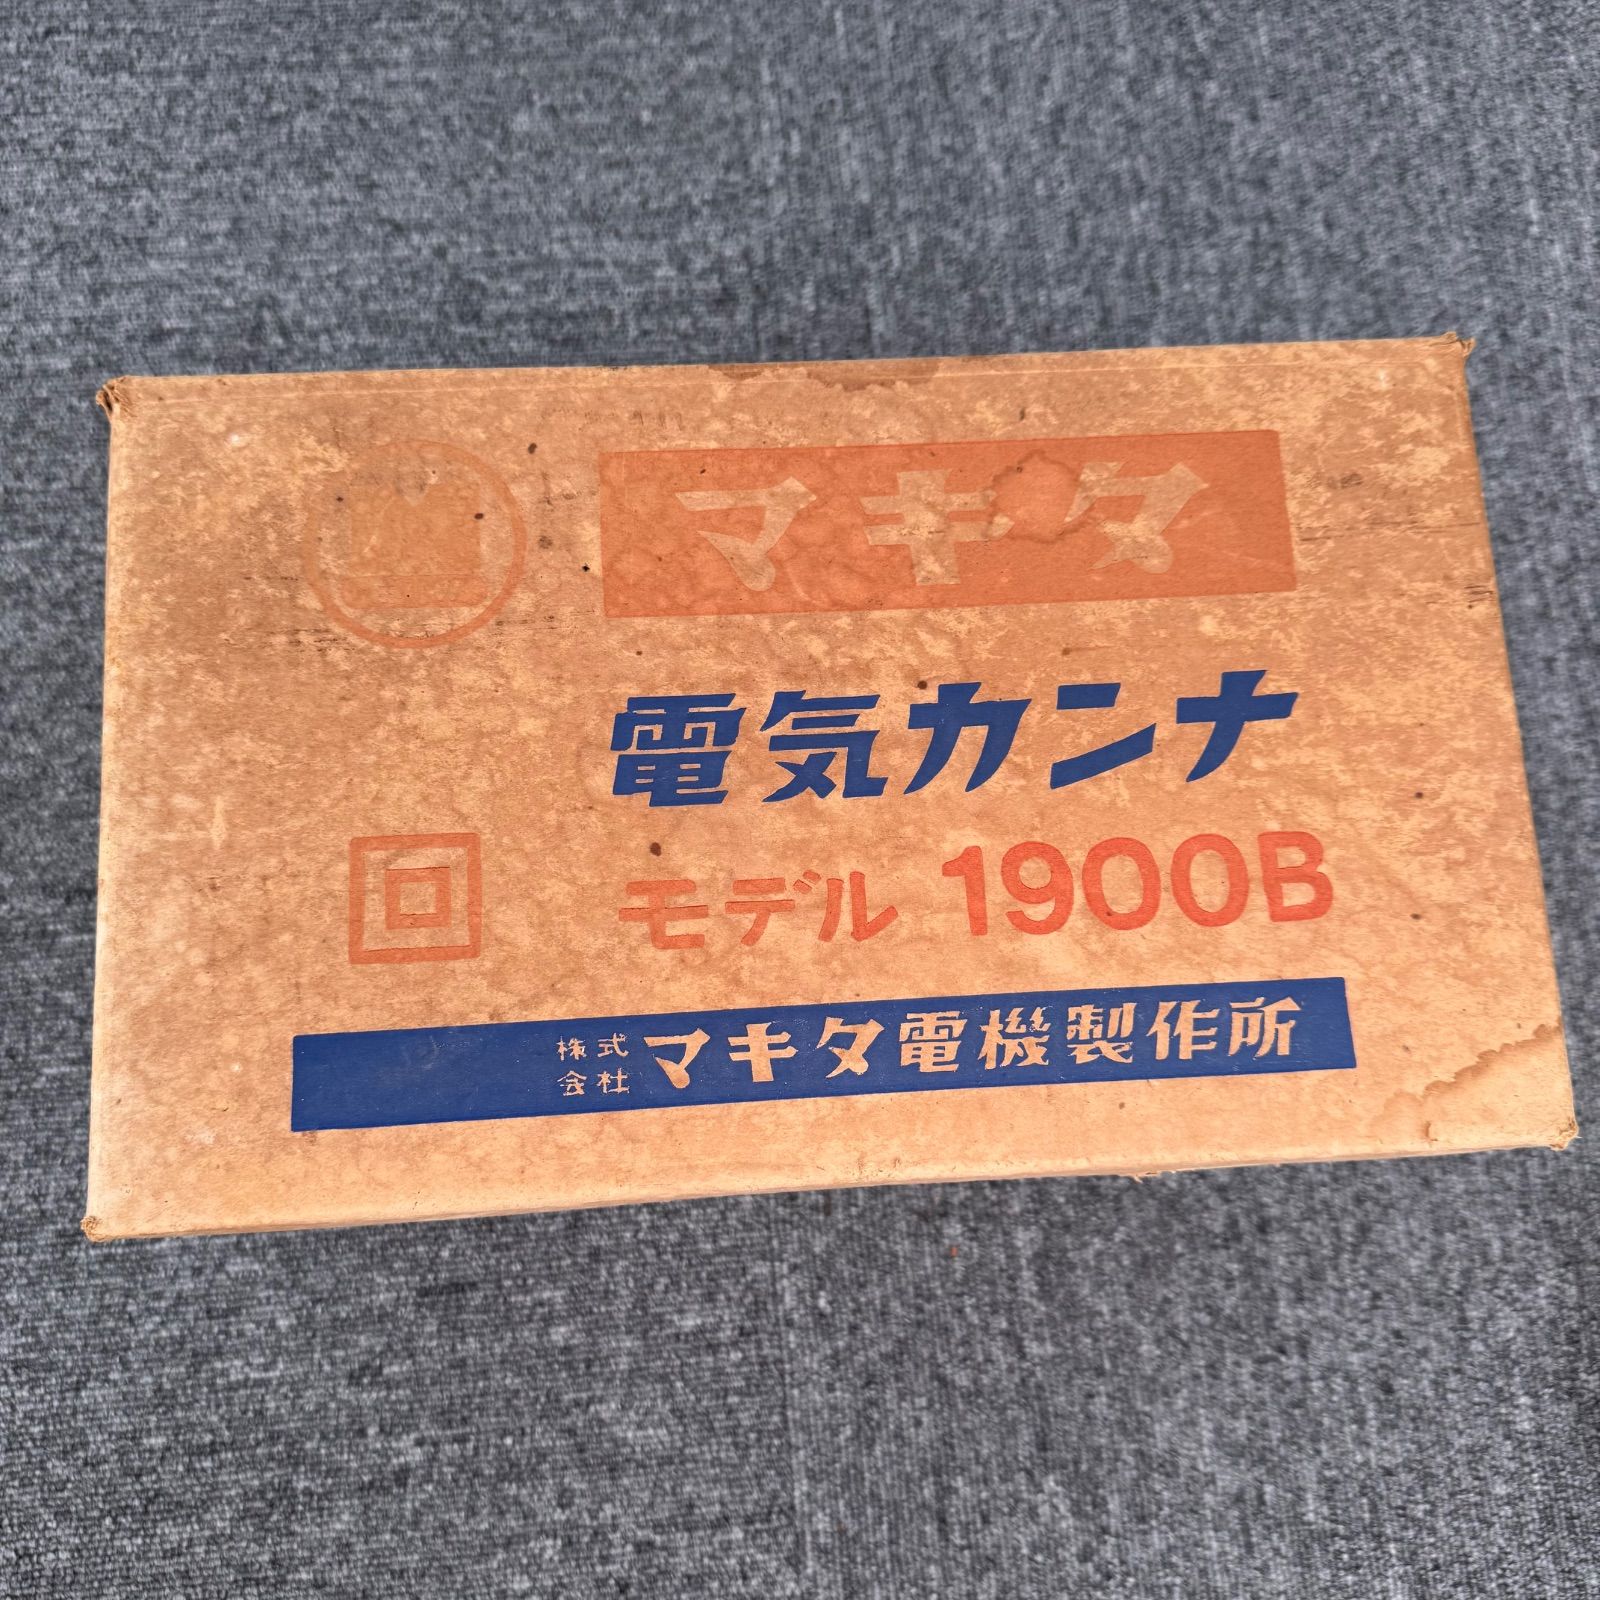 マキタ
電気カンナ
モデル 1900B
株式会社 マキタ電機製作所